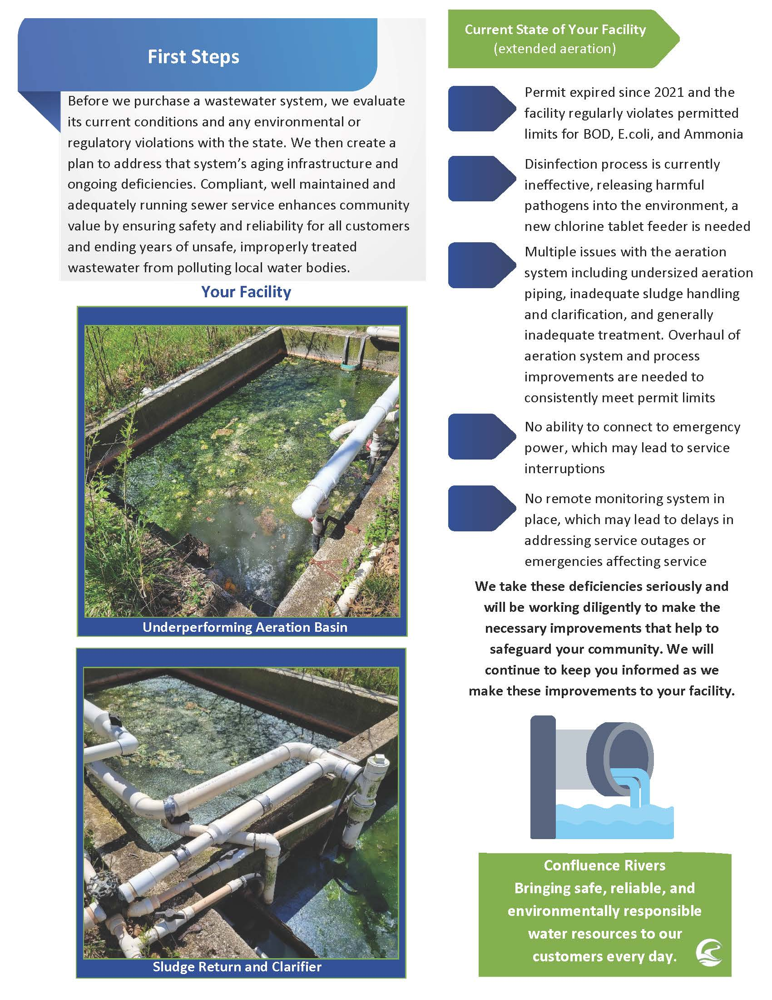 First Steps
Before we purchase a wastewater system, we evaluate
its current conditions and any environmental or
regulatory violations with the state. We then create a
plan to address that system’s aging infrastructure and
ongoing deficiencies. Compliant, well maintained and
adequately running sewer service enhances community
value by ensuring safety and reliability for all customers
and ending years of unsafe, improperly treated
wastewater from polluting local water bodies.
Your Facility
Underperforming Aeration Basin
Sludge Return and Clarifier
Current State of Your Facility
(extended aeration)
Permit expired since 2021 and the
facility regularly violates permitted
limits for BOD, E.coli, and Ammonia
Disinfection process is currently
ineffective, releasing harmful
pathogens into the environment, a
new chlorine tablet feeder is needed
Multiple issues with the aeration
system including undersized aeration
piping, inadequate sludge handling
and clarification, and generally
inadequate treatment. Overhaul of
aeration system and process
improvements are needed to
consistently meet permit limits
No ability to connect to emergency
power, which may lead to service
interruptions
No remote monitoring system in
place, which may lead to delays in
addressing service outages or
emergencies affecting service
We take these deficiencies seriously and
will be working diligently to make the
necessary improvements that help to
safeguard your community. We will
continue to keep you informed as we
make these improvements to your facility.
Confluence Rivers
Bringing safe, reliable, and
environmentally responsible
water resources to our
customers every day.